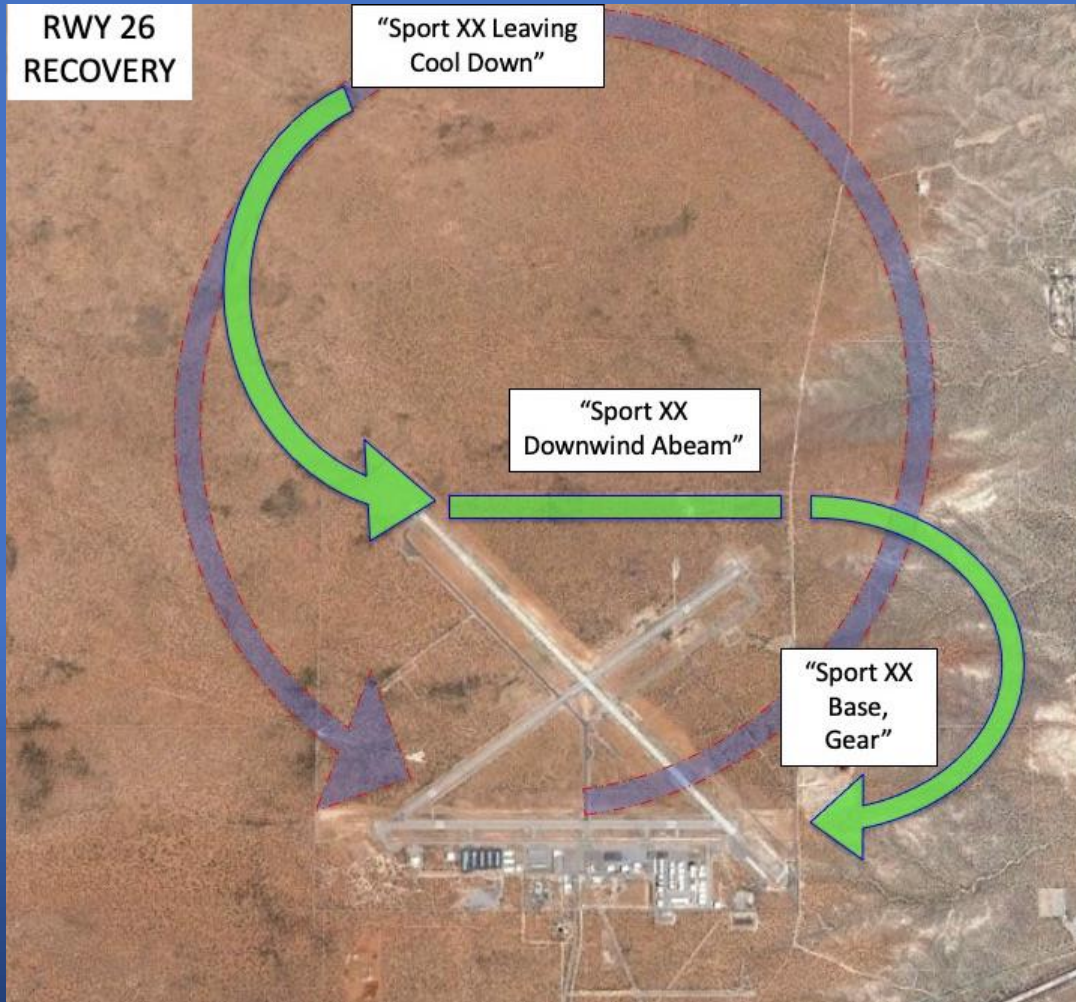 RWY 26
RECOVERY
“Sport XX Leaving
Cool Down”
“Sport XX
Downwind Abeam”
“Sport XX
Base,
Gear”